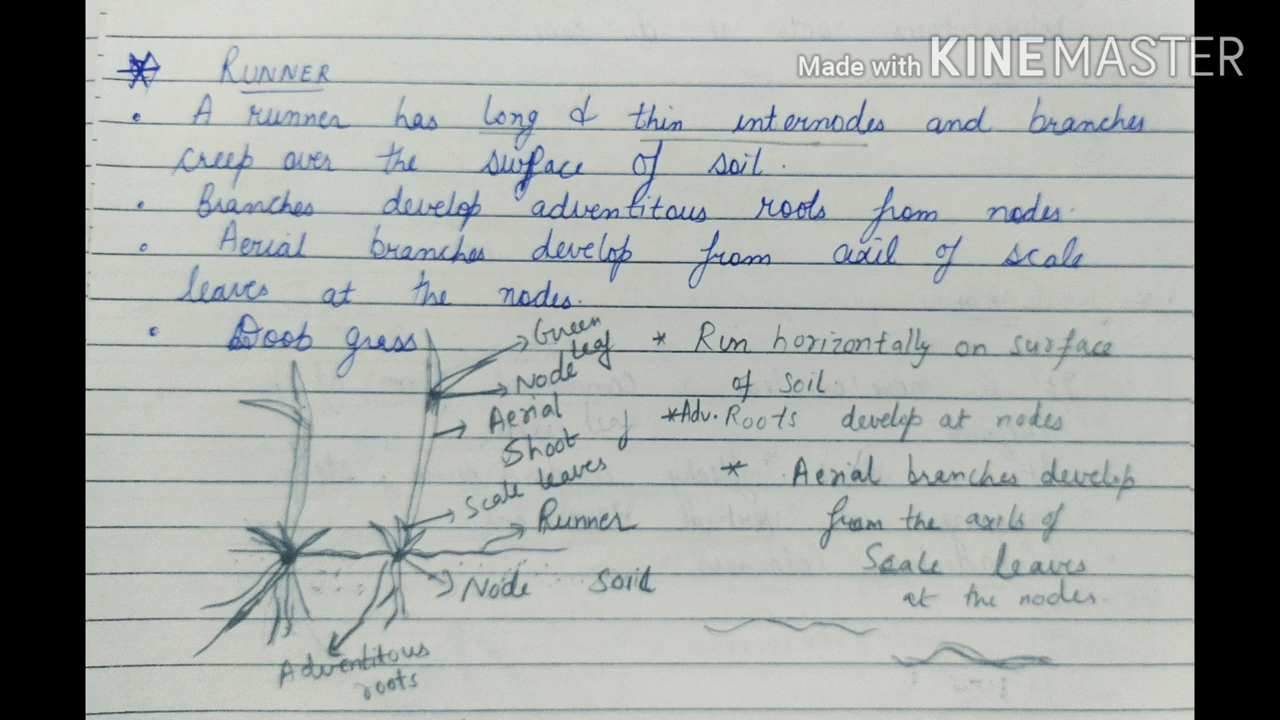 Made with KINEMASTER
RUNNER
• A runner has long & thin internodes and branches
creep over the surface of soil.
• Branches develop adventitous roots from nodes.
• Aerial branches develop from axil of scale
leaves at the nodes.
• Doob grass
Green
leaf
Node
Aerial
Shoot
Scale leaves
Runner
Node
Soil
Adventitous
roots
* Run horizontally on surface
of soil
* Adv. Roots develop at nodes
* Aerial branches develop
from the axils of
Scale leaves
at the nodes.